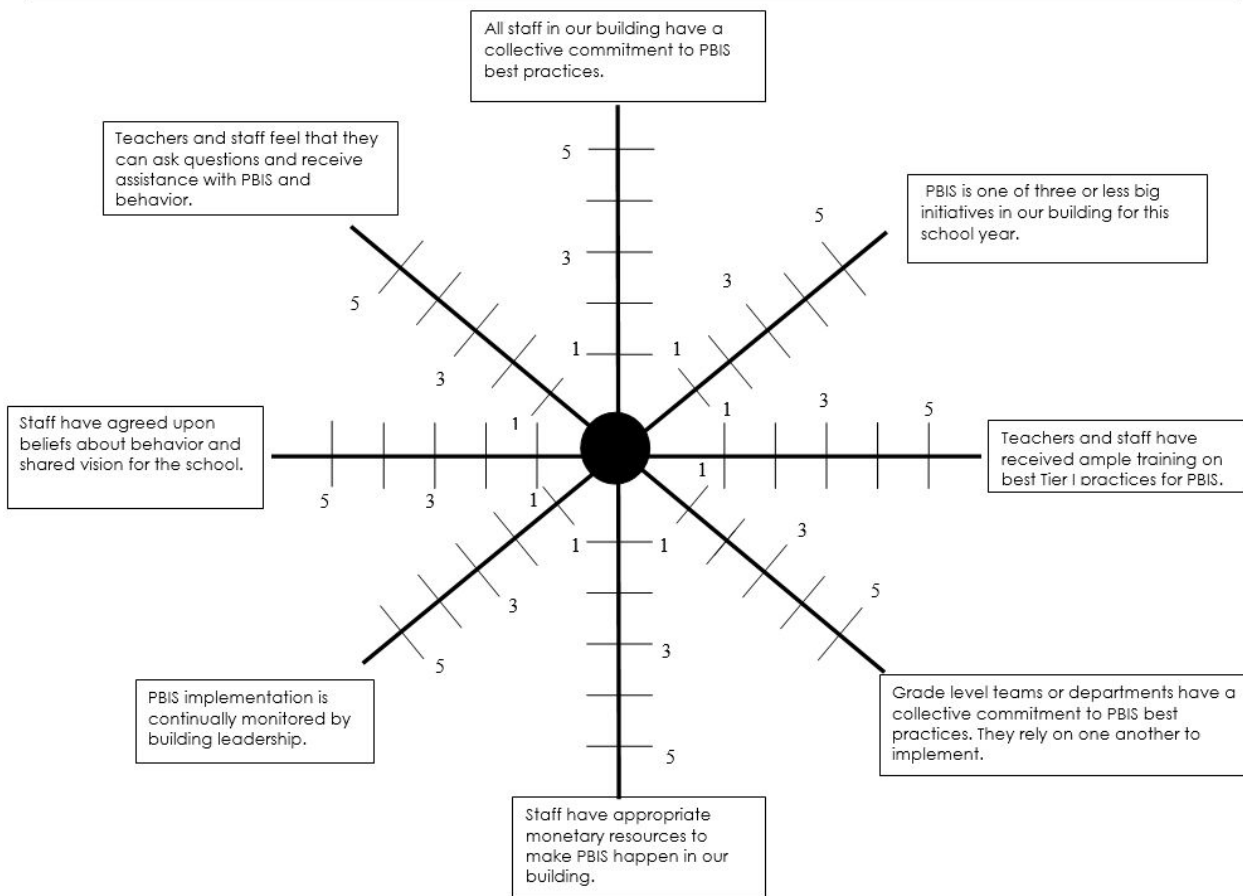 All staff in our building have a
collective commitment to PBIS
best practices.
Teachers and staff feel that they
can ask questions and receive
assistance with PBIS and
behavior.
PBIS is one of three or less big
initiatives in our building for this
school year.
5
3
1
5
3
1
5
3
1
Staff have agreed upon
beliefs about behavior and
shared vision for the school.
5
3
1
1
3
5
Teachers and staff have
received ample training on
best Tier I practices for PBIS.
1
3
5
PBIS implementation is
continually monitored by
building leadership.
1
3
5
1
1
3
5
Grade level teams or departments have a
collective commitment to PBIS best
practices. They rely on one another to
implement.
Staff have appropriate
monetary resources to
make PBIS happen in our
building.